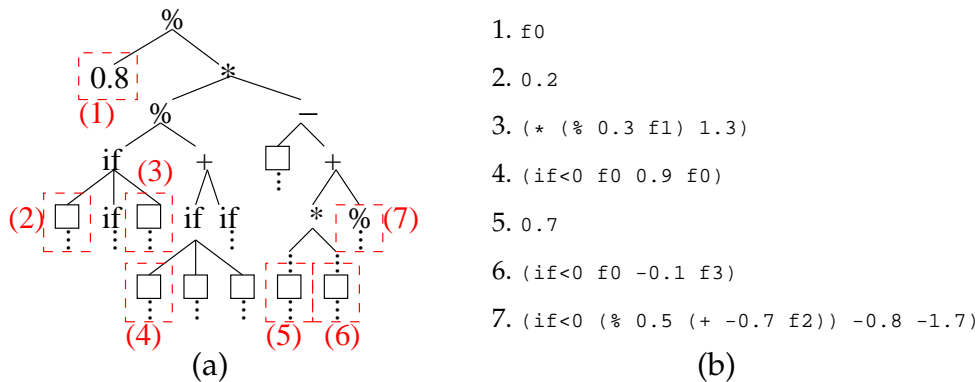 %
0.8
*
(1)
%
−
if
+
(3)
+
(2)
if
if
if
*
%
(7)
(4)
(5)
(6)
(a)
1. f0
2. 0.2
3. (* (% 0.3 f1) 1.3)
4. (if<0 f0 0.9 f0)
5. 0.7
6. (if<0 f0 -0.1 f3)
7. (if<0 (% 0.5 (+ -0.7 f2)) -0.8 -1.7)
(b)